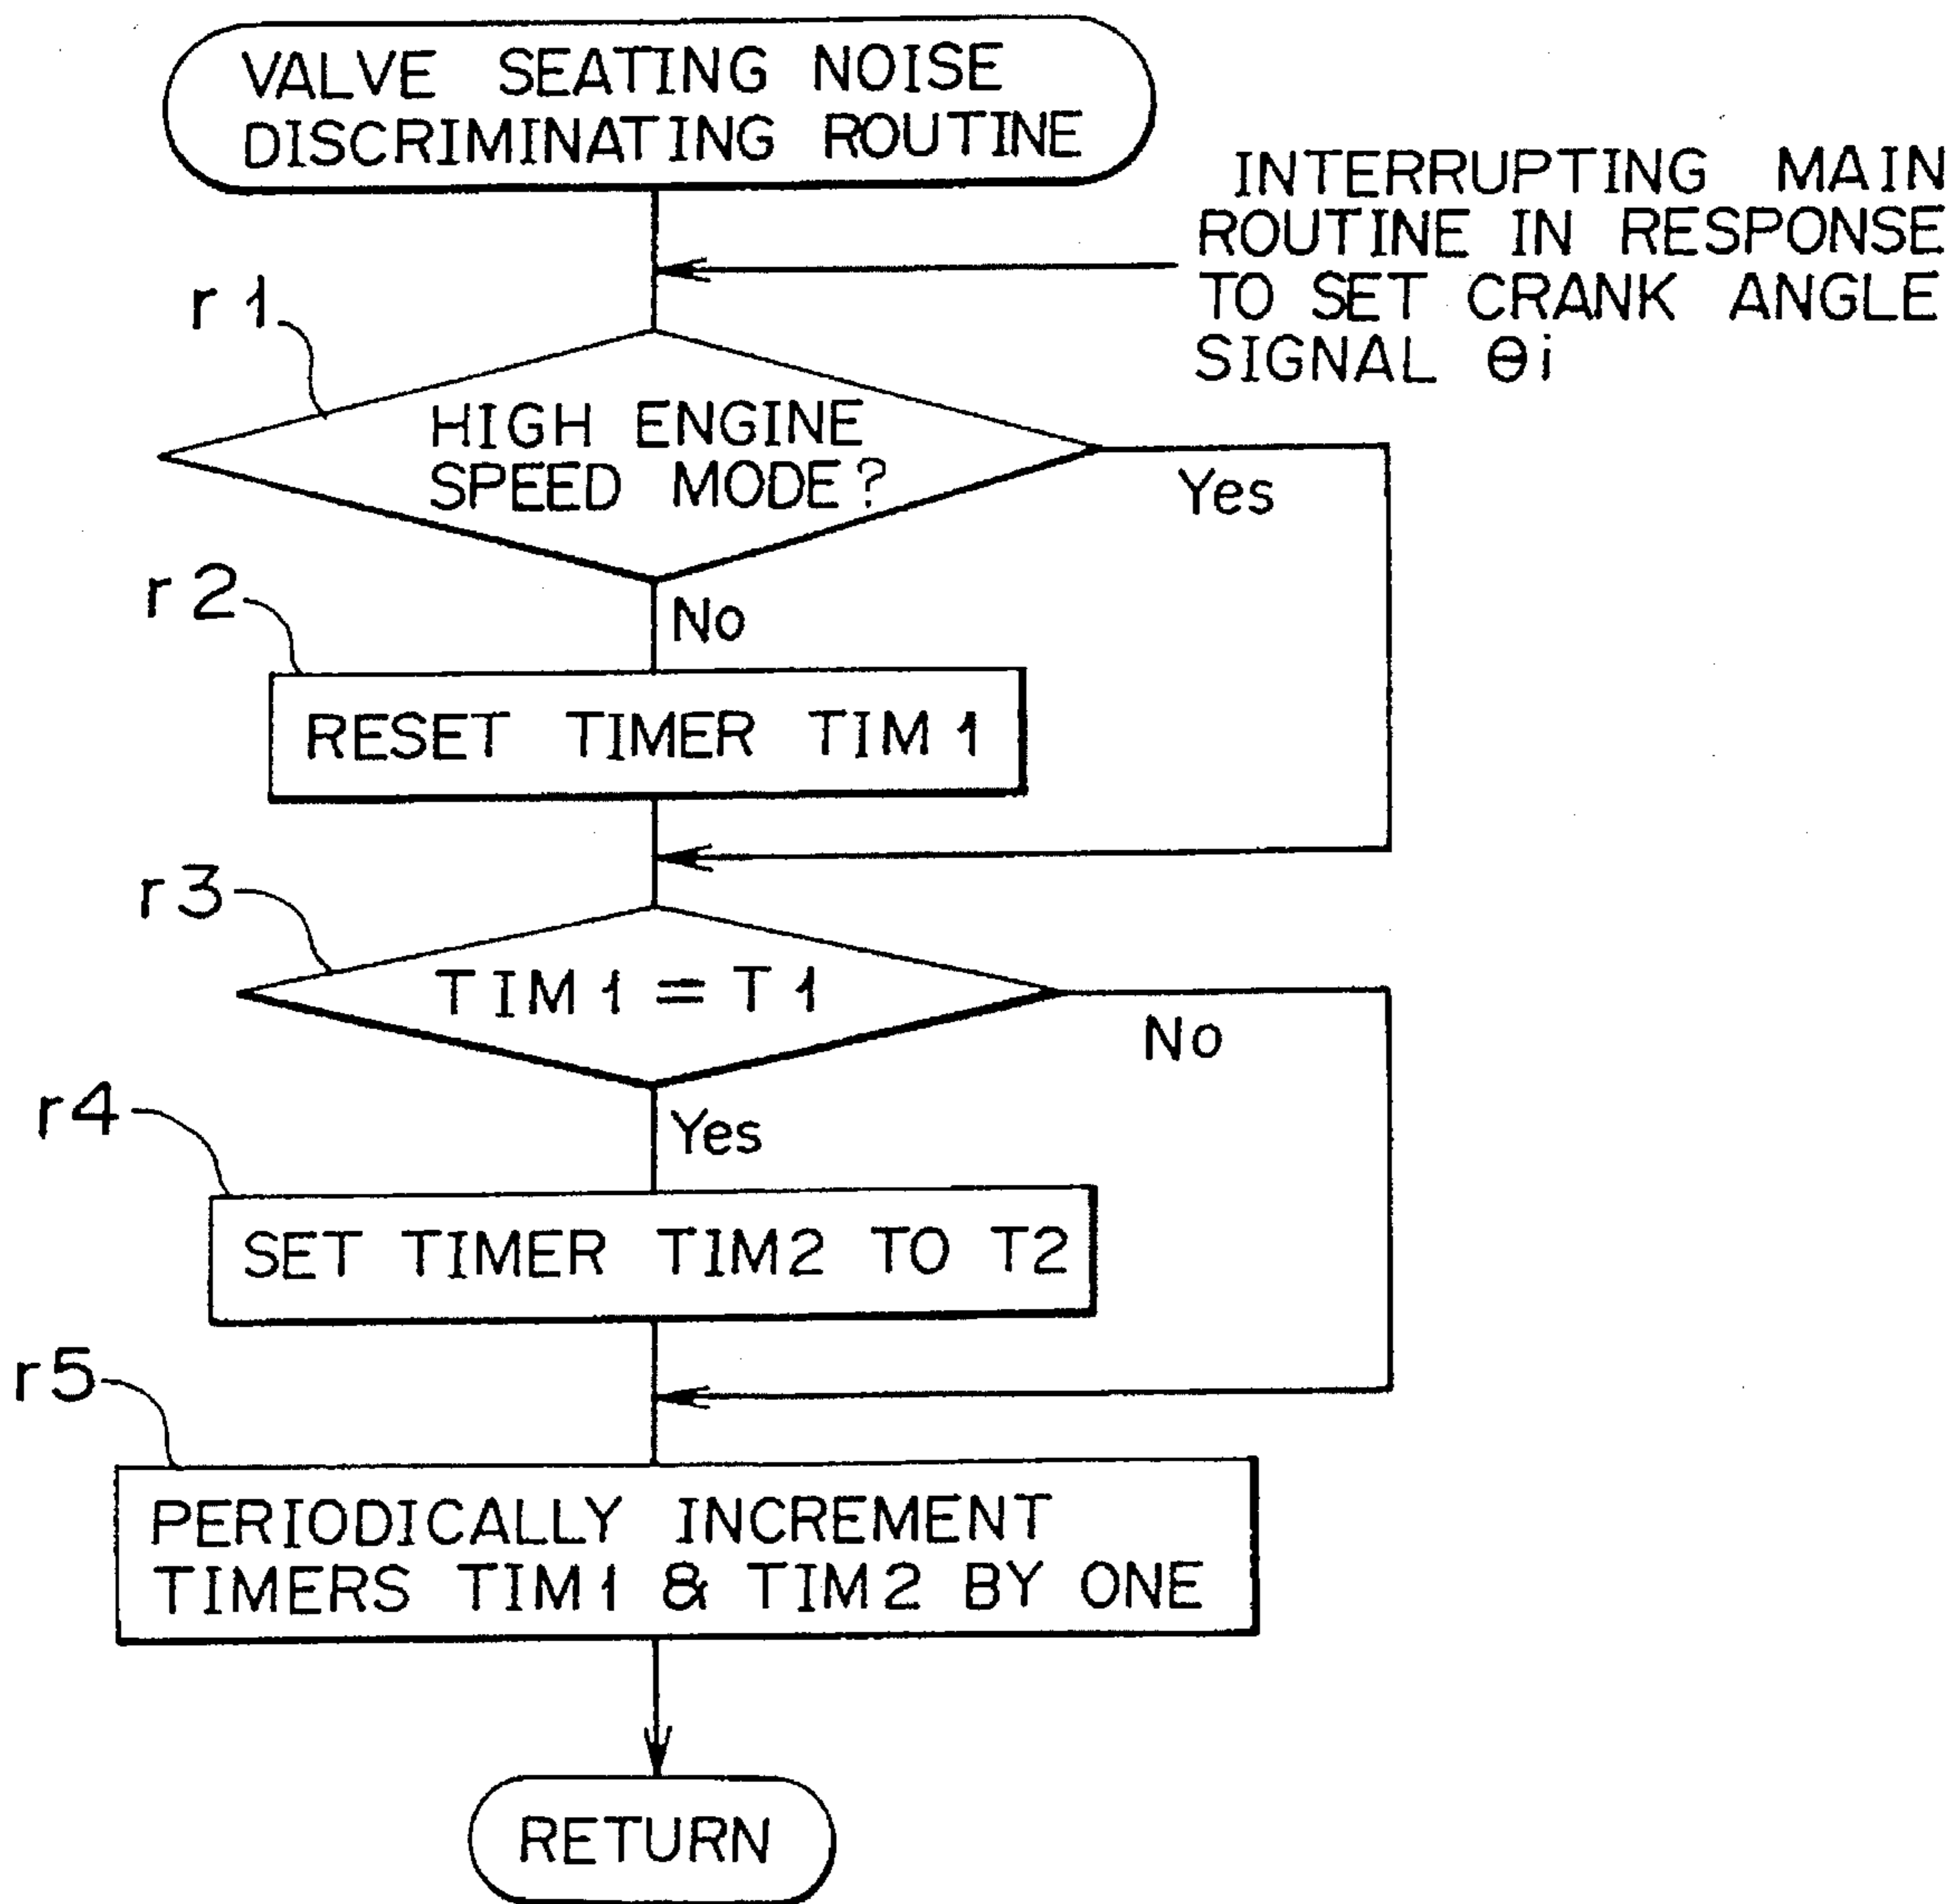 VALVE SEATING NOISE
DISCRIMINATING ROUTINE
INTERRUPTING MAIN
ROUTINE IN RESPONSE
TO SET CRANK ANGLE
SIGNAL θi
r1
HIGH ENGINE
SPEED MODE?
Yes
r2
No
RESET TIMER TIM1
r3
TIM1 = T1
No
r4
Yes
SET TIMER TIM2 TO T2
r5
PERIODICALLY INCREMENT
TIMERS TIM1 & TIM2 BY ONE
RETURN